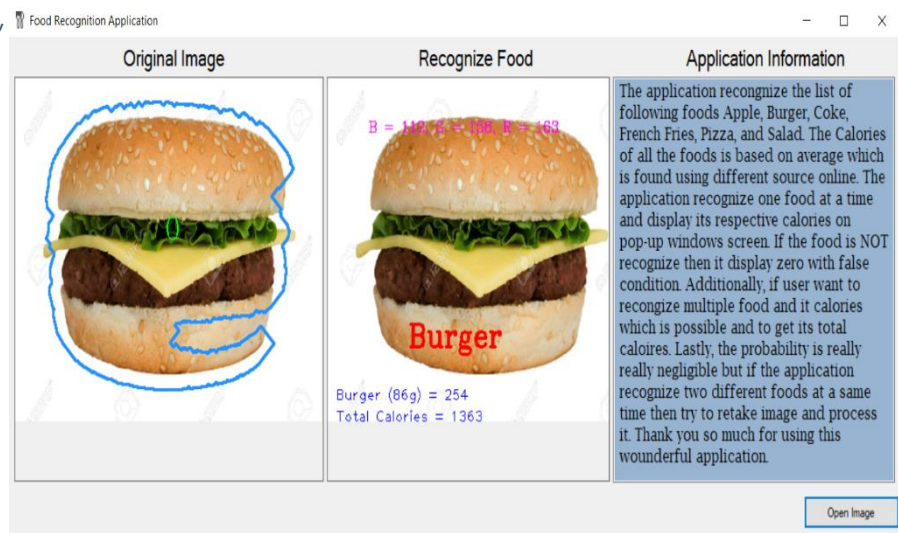 Food Recognition Application
Original Image
Recognize Food
Application Information
B = 112, G = 158, R = 163
0
Burger
Burger (86g) = 254
Total Calories = 1363
The application recongnize the list of
following foods Apple, Burger, Coke,
French Fries, Pizza, and Salad. The Calories
of all the foods is based on average which
is found using different source online. The
application recognize one food at a time
and display its respective calories on
pop-up windows screen. If the food is NOT
recognize then it display zero with false
condition. Additionally, if user want to
recongize multiple food and it calories
which is possible and to get its total
caloires. Lastly, the probability is really
really negligible but if the application
recognize two different foods at a same
time then try to retake image and process
it. Thank you so much for using this
wounderful application.
Open Image